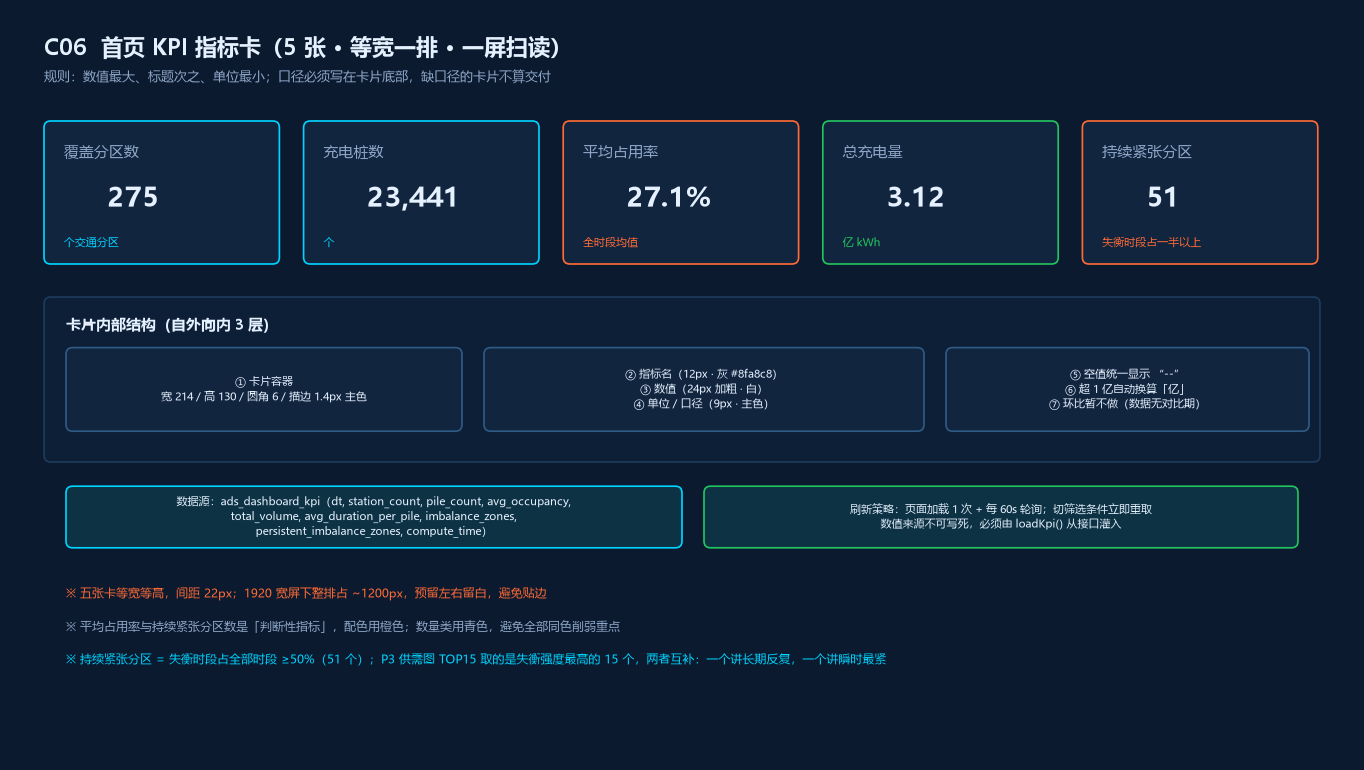 C06 首页 KPI 指标卡（5 张 · 等宽一排 · 一屏扫读）
规则：数值最大、标题次之、单位最小；口径必须写在卡片底部，缺口径的卡片不算交付
覆盖分区数
275
个交通分区
充电桩数
23,441
个
平均占用率
27.1%
全时段均值
总充电量
3.12
亿 kWh
持续紧张分区
51
失衡时段占一半以上
卡片内部结构（自外向内 3 层）
① 卡片容器
宽 214 / 高 130 / 圆角 6 / 描边 1.4px 主色
② 指标名（12px · 灰 #8fa8c8）
③ 数值（24px 加粗 · 白）
④ 单位 / 口径（9px · 主色）
⑤ 空值统一显示 “--”
⑥ 超 1 亿自动换算「亿」
⑦ 环比暂不做（数据无对比期）
数据源：ads_dashboard_kpi（dt, station_count, pile_count, avg_occupancy,
total_volume, avg_duration_per_pile, imbalance_zones,
persistent_imbalance_zones, compute_time）
刷新策略：页面加载 1 次 + 每 60s 轮询；切筛选条件立即重取
数值来源不可写死，必须由 loadKpi() 从接口灌入
※ 五张卡等宽等高，间距 22px；1920 宽屏下整排占 ~1200px，预留左右留白，避免贴边
※ 平均占用率与持续紧张分区数是「判断性指标」，配色用橙色；数量类用青色，避免全部同色削弱重点
※ 持续紧张分区 = 失衡时段占全部时段 ≥50%（51 个）；P3 供需图 TOP15 取的是失衡强度最高的 15 个，两者互补：一个讲长期反复，一个讲瞬时最紧